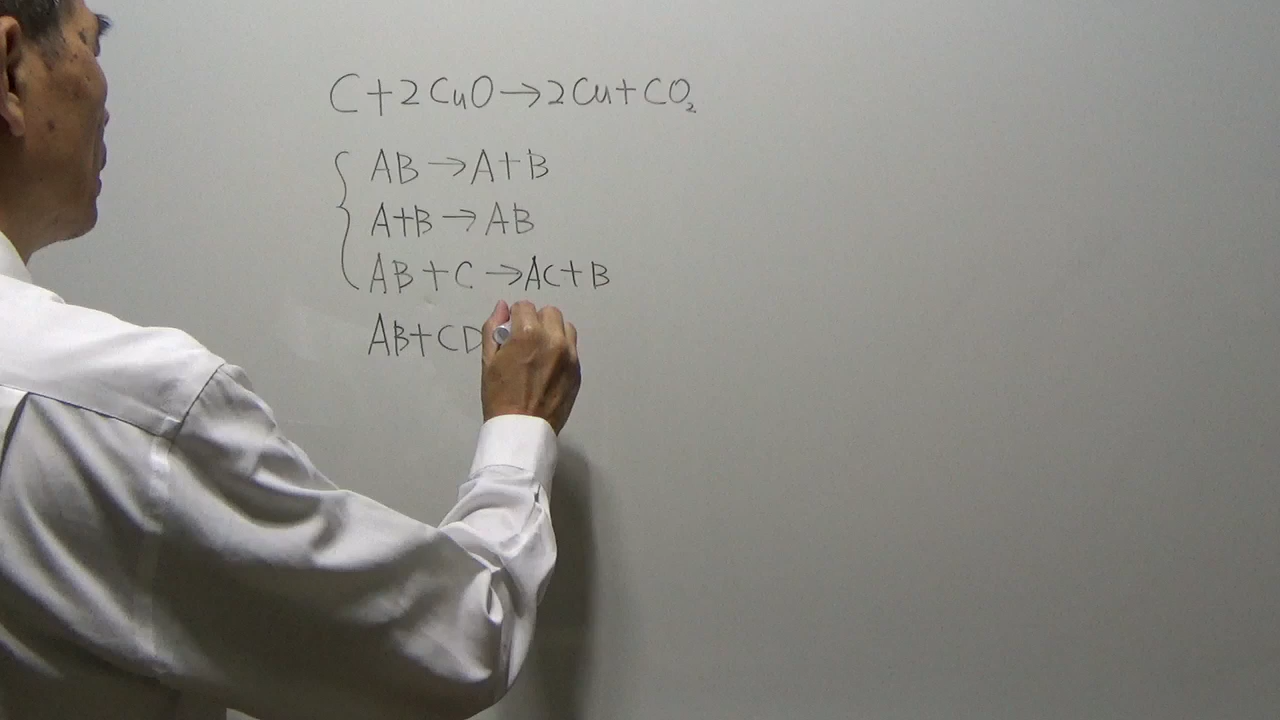 C+2CuO→2Cu+CO₂
AB→A+B
A+B→AB
AB+C→AC+B
AB+CD